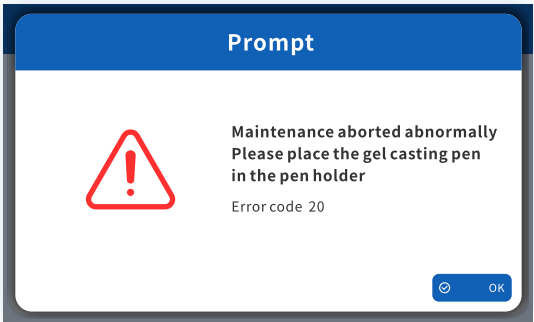 Prompt
Maintenance aborted abnormally
Please place the gel casting pen
in the pen holder
Error code 20
OK